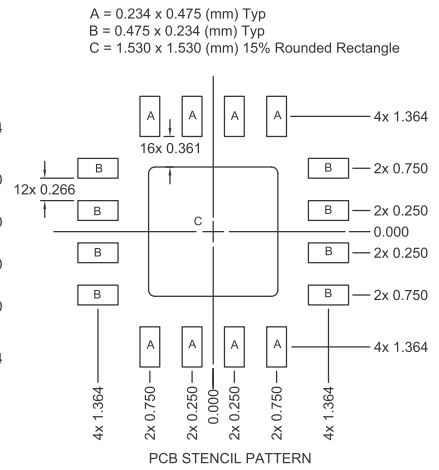 A = 0.234 x 0.475 (mm) Typ
B = 0.475 x 0.234 (mm) Typ
C = 1.530 x 1.530 (mm) 15% Rounded Rectangle
A A A A
4x 1.364
16x 0.361
B
B
2x 0.750
12x 0.266
B
B
2x 0.250
C
0.000
B
B
2x 0.250
B
B
2x 0.750
A A A A
4x 1.364
4x 1.364
2x 0.750
2x 0.250
0.000
2x 0.250
2x 0.750
4x 1.364
PCB STENCIL PATTERN